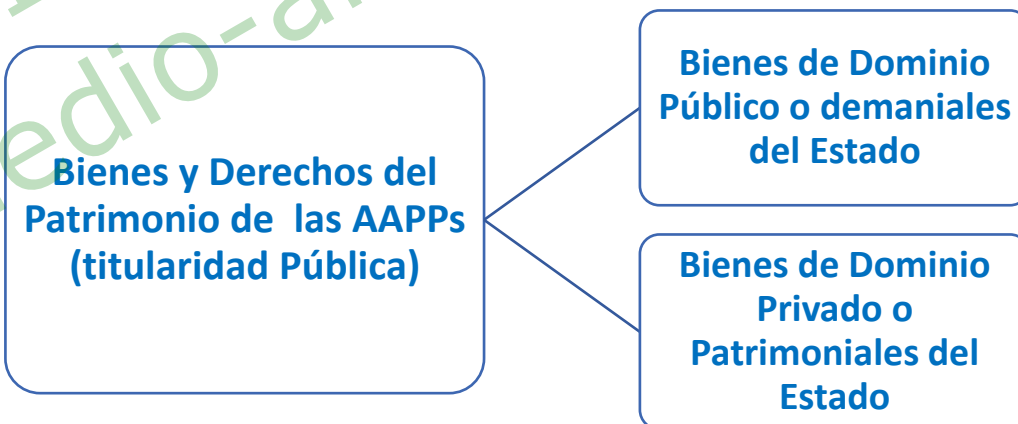 Bienes y Derechos del
Patrimonio de las AAPPs
(titularidad Pública)
Bienes de Dominio
Público o demaniales
del Estado
Bienes de Dominio
Privado o
Patrimoniales del
Estado